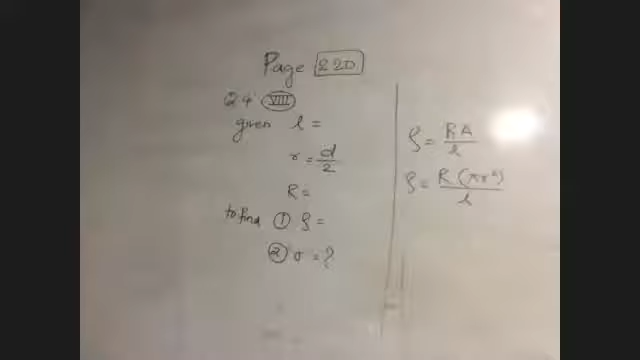 Page 220
Q4 VIII
given l =
r = d/2
R =
to find ① ρ =
② σ = ?
ρ = RA/l
ρ = R(πr²)/l